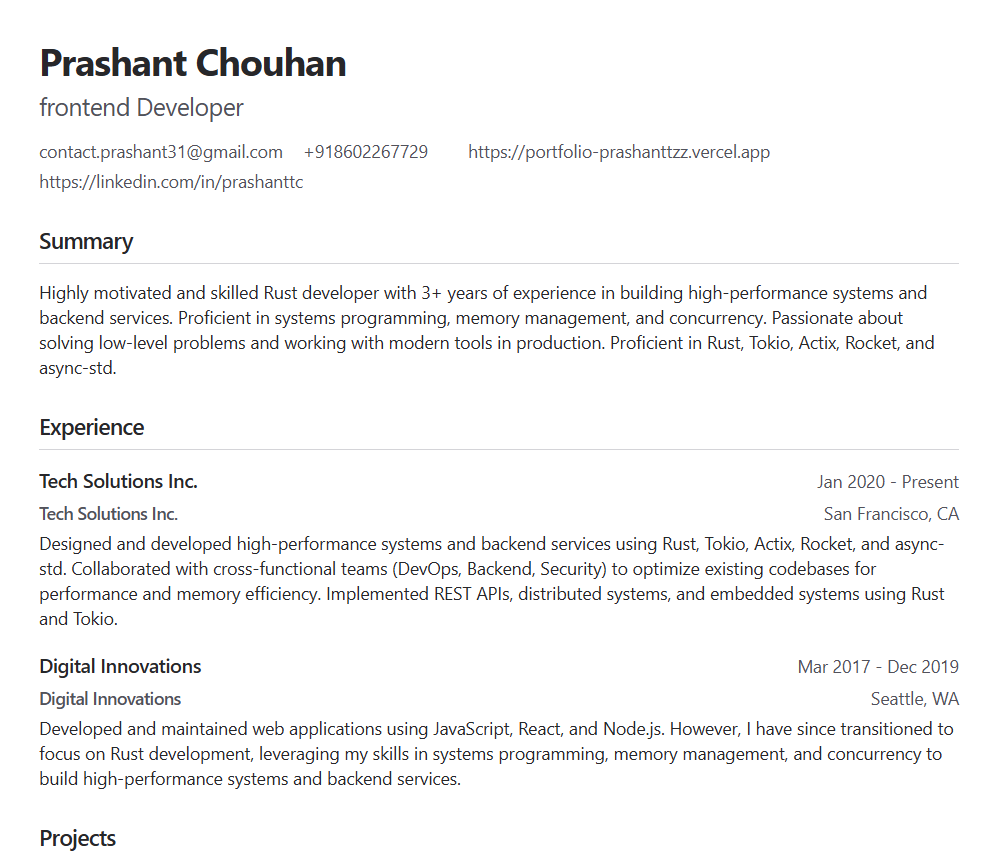 Prashant Chouhan
frontend Developer
contact.prashant31@gmail.com +918602267729 https://portfolio-prashanttzz.vercel.app
https://linkedin.com/in/prashanttc
Summary
Highly motivated and skilled Rust developer with 3+ years of experience in building high-performance systems and
backend services. Proficient in systems programming, memory management, and concurrency. Passionate about
solving low-level problems and working with modern tools in production. Proficient in Rust, Tokio, Actix, Rocket, and
async-std.
Experience
Tech Solutions Inc. Jan 2020 - Present
Tech Solutions Inc. San Francisco, CA
Designed and developed high-performance systems and backend services using Rust, Tokio, Actix, Rocket, and async-
std. Collaborated with cross-functional teams (DevOps, Backend, Security) to optimize existing codebases for
performance and memory efficiency. Implemented REST APIs, distributed systems, and embedded systems using Rust
and Tokio.
Digital Innovations Mar 2017 - Dec 2019
Digital Innovations Seattle, WA
Developed and maintained web applications using JavaScript, React, and Node.js. However, I have since transitioned to
focus on Rust development, leveraging my skills in systems programming, memory management, and concurrency to
build high-performance systems and backend services.
Projects